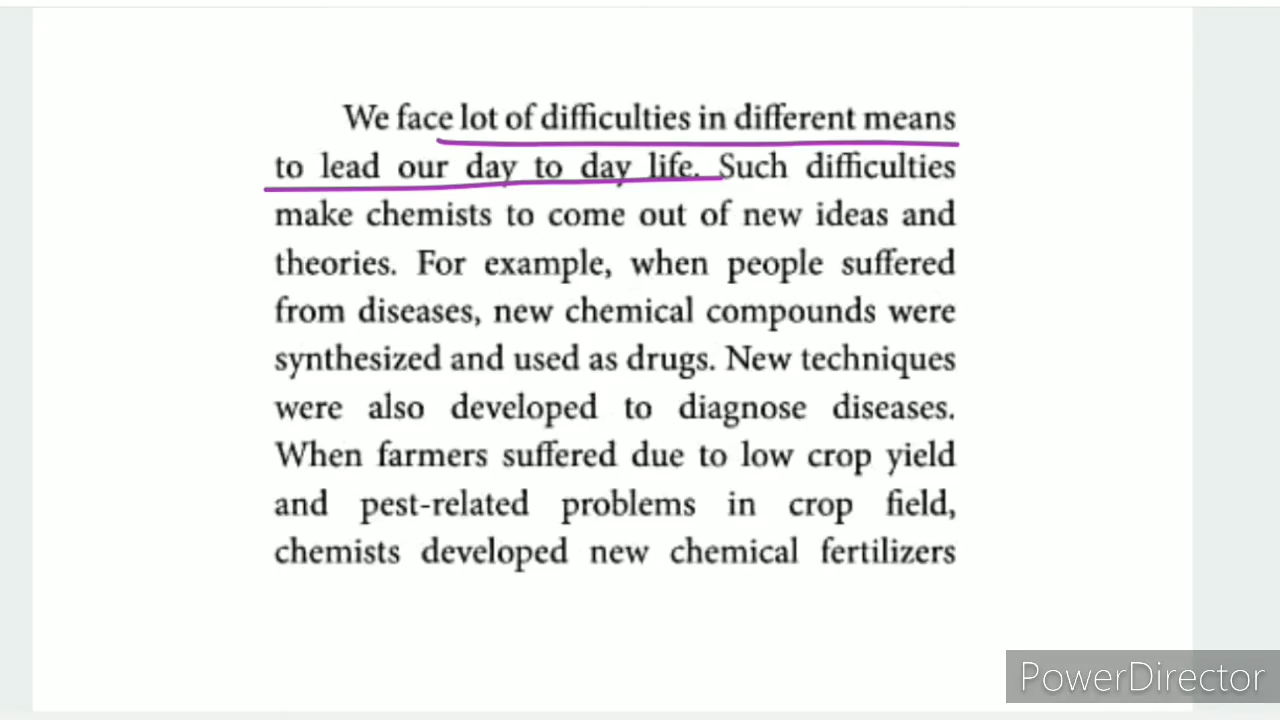 We face lot of difficulties in different means
to lead our day to day life. Such difficulties
make chemists to come out of new ideas and
theories. For example, when people suffered
from diseases, new chemical compounds were
synthesized and used as drugs. New techniques
were also developed to diagnose diseases.
When farmers suffered due to low crop yield
and pest-related problems in crop field,
chemists developed new chemical fertilizers
PowerDirector